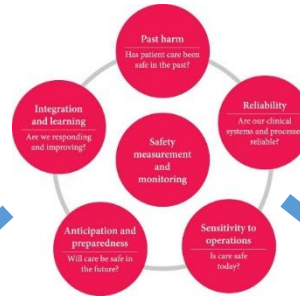 Past harm
Has patient care been
safe in the past?
Integration
and learning
Are we responding
and improving?
Reliability
Are our clinical
systems and processes
reliable?
Safety
measurement
and
monitoring
Anticipation and
preparedness
Will care be safe in
the future?
Sensitivity to
operations
Is care safe
today?